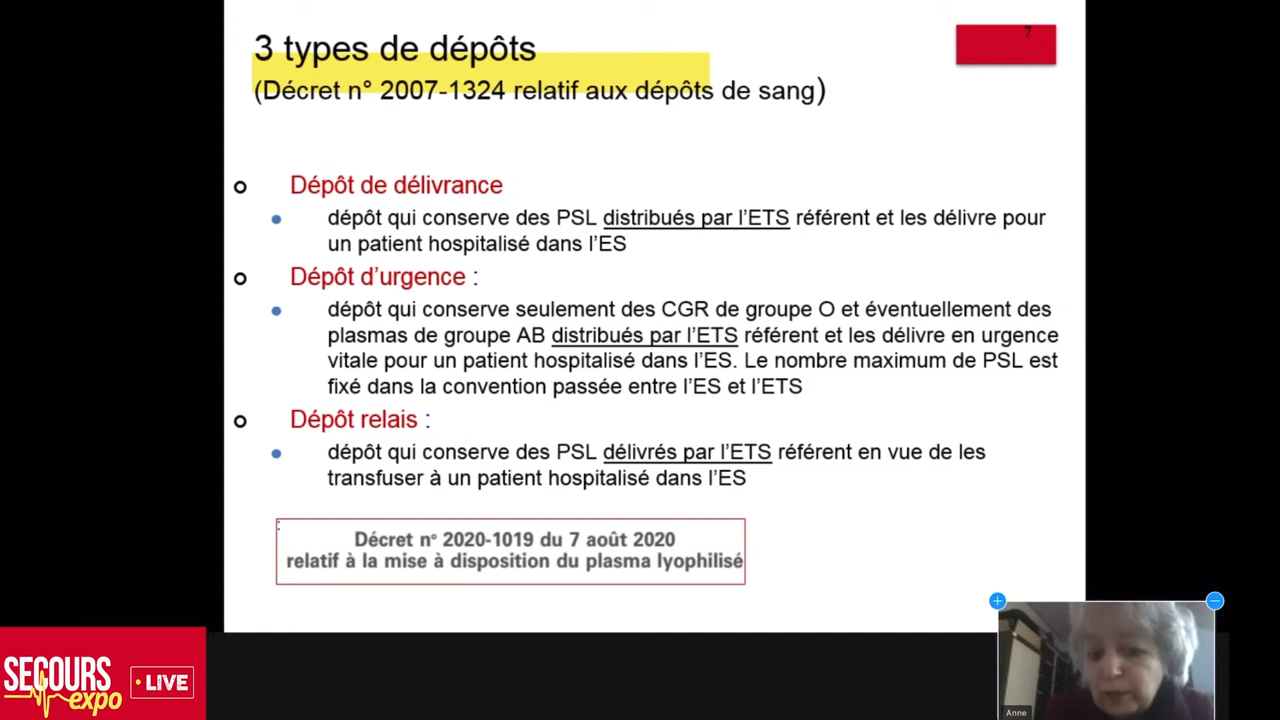 3 types de dépôts
7
(Décret n° 2007-1324 relatif aux dépôts de sang)
Dépôt de délivrance
dépôt qui conserve des PSL distribués par l'ETS référent et les délivre pour
un patient hospitalisé dans l'ES
Dépôt d'urgence :
dépôt qui conserve seulement des CGR de groupe O et éventuellement des
plasmas de groupe AB distribués par l'ETS référent et les délivre en urgence
vitale pour un patient hospitalisé dans l'ES. Le nombre maximum de PSL est
fixé dans la convention passée entre l'ES et l'ETS
Dépôt relais :
dépôt qui conserve des PSL délivrés par l'ETS référent en vue de les
transfuser à un patient hospitalisé dans l'ES
:
Décret n° 2020-1019 du 7 août 2020
relatif à la mise à disposition du plasma lyophilisé
SECOURS
expo
LIVE
Anne